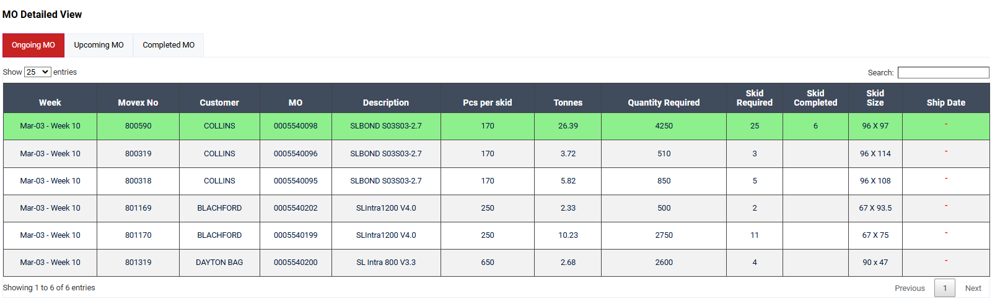 MO Detailed View
Ongoing MO Upcoming MO Completed MO
Show 25 entries Search:
Week Movex No Customer MO Description Pcs per skid Tonnes Quantity Required Skid Required Skid Completed Skid Size Ship Date
Mar-03 - Week 10 800590 COLLINS 0005540098 SLBOND S03S03-2.7 170 26.39 4250 25 6 96 X 97 -
Mar-03 - Week 10 800319 COLLINS 0005540096 SLBOND S03S03-2.7 170 3.72 510 3 96 X 114 -
Mar-03 - Week 10 800318 COLLINS 0005540095 SLBOND S03S03-2.7 170 5.82 850 5 96 X 108 -
Mar-03 - Week 10 801169 BLACHFORD 0005540202 SLIntra1200 V4.0 250 2.33 500 2 67 X 93.5 -
Mar-03 - Week 10 801170 BLACHFORD 0005540199 SLIntra1200 V4.0 250 10.23 2750 11 67 X 75 -
Mar-03 - Week 10 801319 DAYTON BAG 0005540200 SL Intra 800 V3.3 650 2.68 2600 4 90 x 47 -
Showing 1 to 6 of 6 entries Previous 1 Next